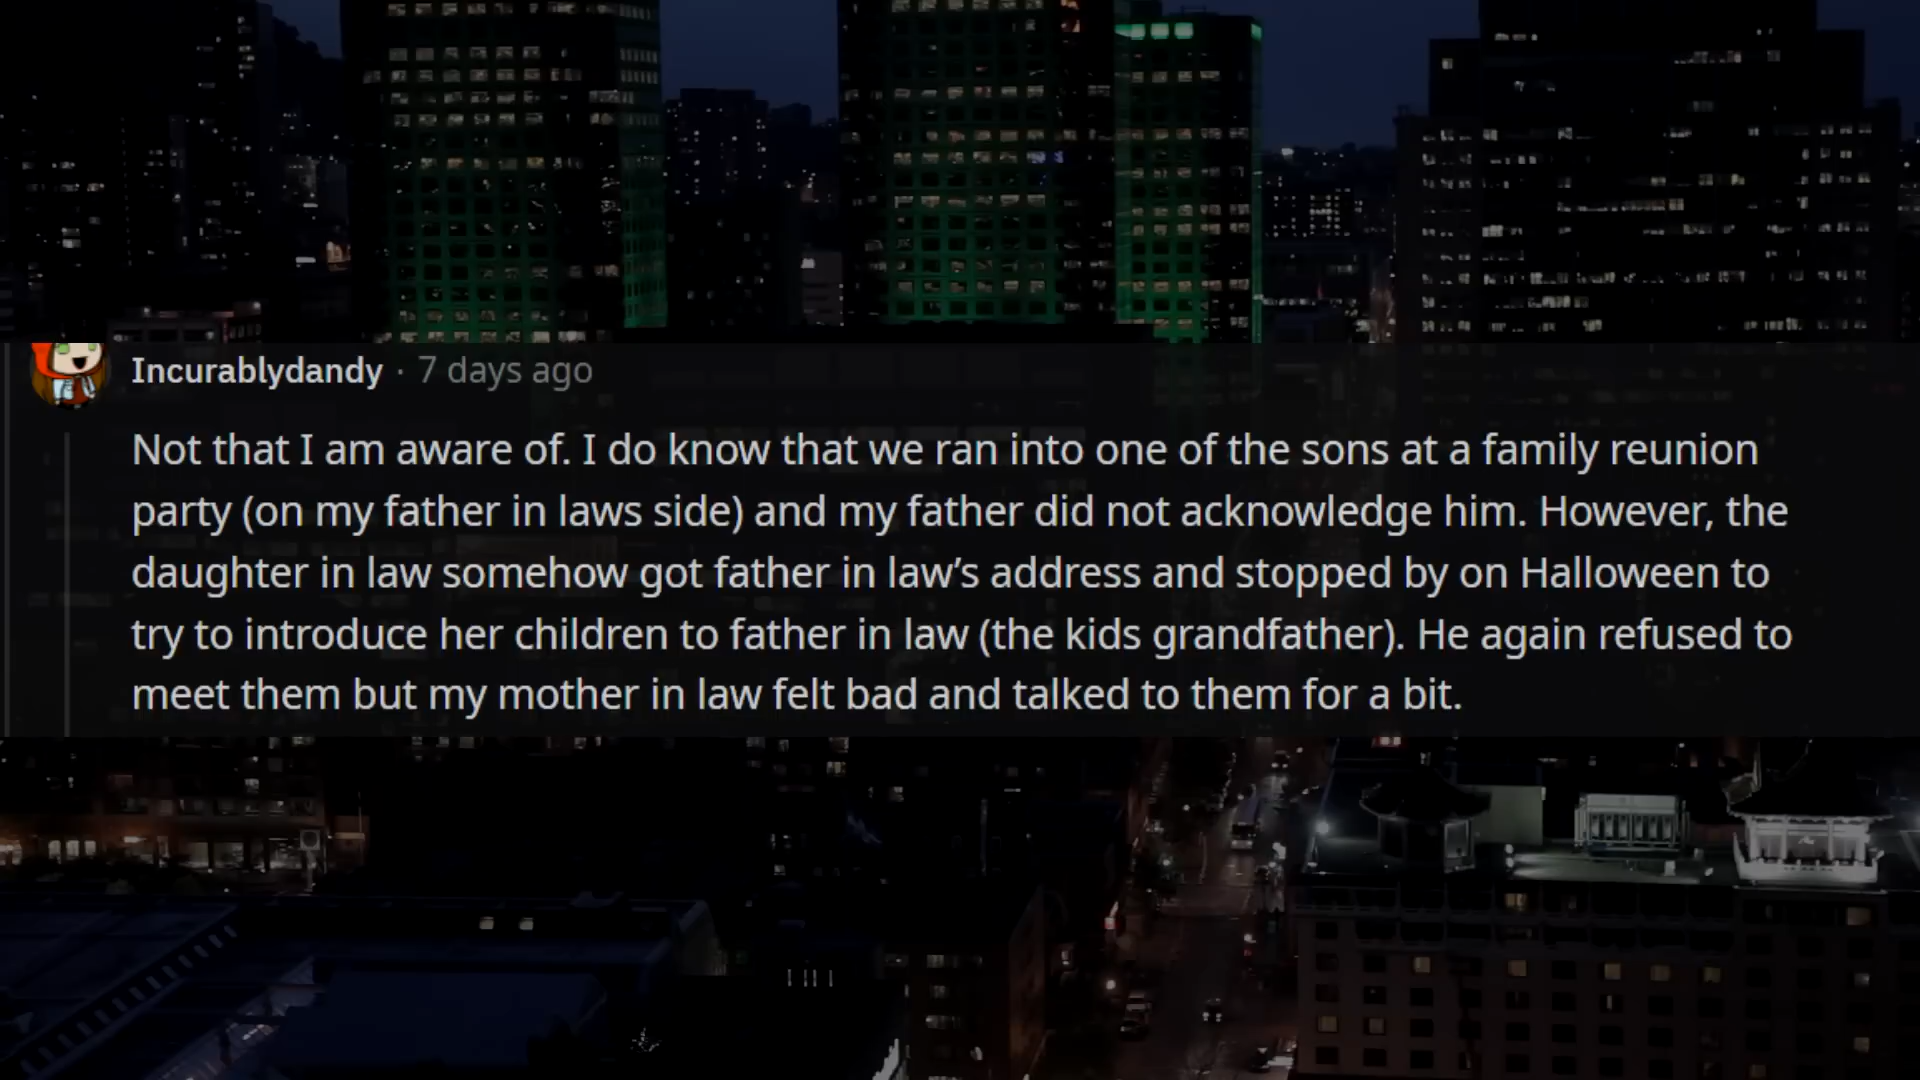 Incurablydandy · 7 days ago
Not that I am aware of. I do know that we ran into one of the sons at a family reunion
party (on my father in laws side) and my father did not acknowledge him. However, the
daughter in law somehow got father in law’s address and stopped by on Halloween to
try to introduce her children to father in law (the kids grandfather). He again refused to
meet them but my mother in law felt bad and talked to them for a bit.